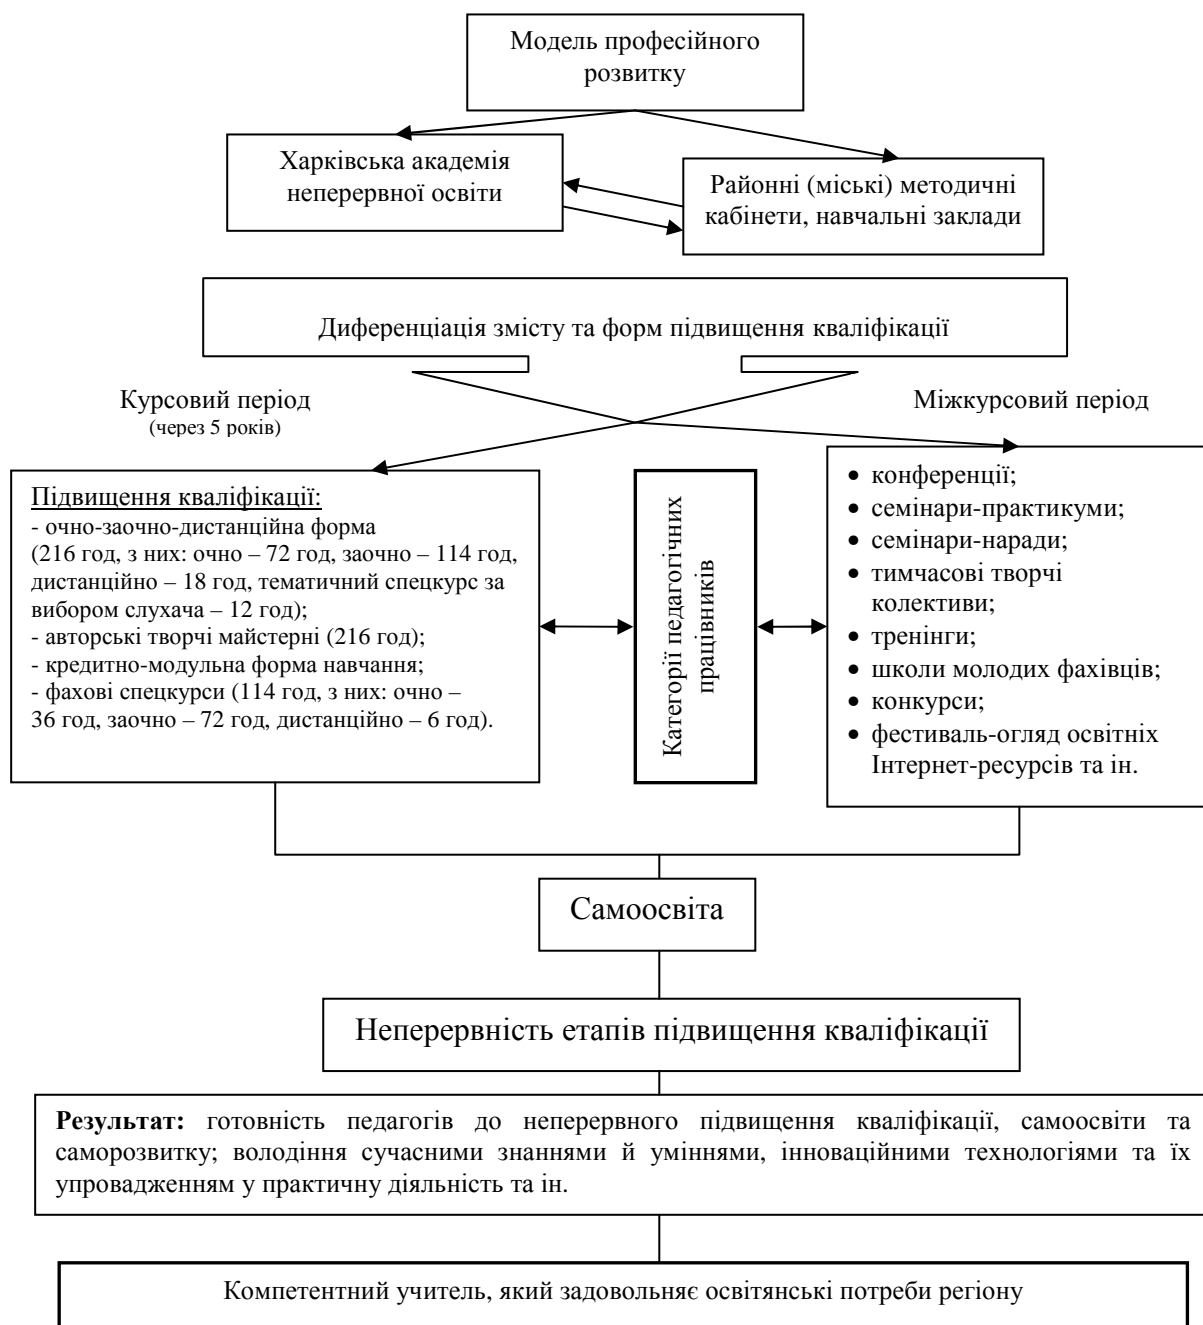 Модель професійного
розвитку
Харківська академія
неперервної освіти
Районні (міські) методичні
кабінети, навчальні заклади
Диференціація змісту та форм підвищення кваліфікації
Курсовий період
(через 5 років)
Міжкурсовий період
Підвищення кваліфікації:
- очно-заочно-дистанційна форма
(216 год, з них: очно – 72 год, заочно – 114 год,
дистанційно – 18 год, тематичний спецкурс за
вибором слухача – 12 год);
- авторські творчі майстерні (216 год);
- кредитно-модульна форма навчання;
- фахові спецкурси (114 год, з них: очно –
36 год, заочно – 72 год, дистанційно – 6 год).
Категорії педагогічних
працівників
• конференції;
• семінари-практикуми;
• семінари-наради;
• тимчасові творчі
колективи;
• тренінги;
• школи молодих фахівців;
• конкурси;
• фестиваль-огляд освітніх
Інтернет-ресурсів та ін.
Самоосвіта
Неперервність етапів підвищення кваліфікації
Результат: готовність педагогів до неперервного підвищення кваліфікації, самоосвіти та
саморозвитку; володіння сучасними знаннями й уміннями, інноваційними технологіями та їх
упровадженням у практичну діяльність та ін.
Компетентний учитель, який задовольняє освітянські потреби регіону